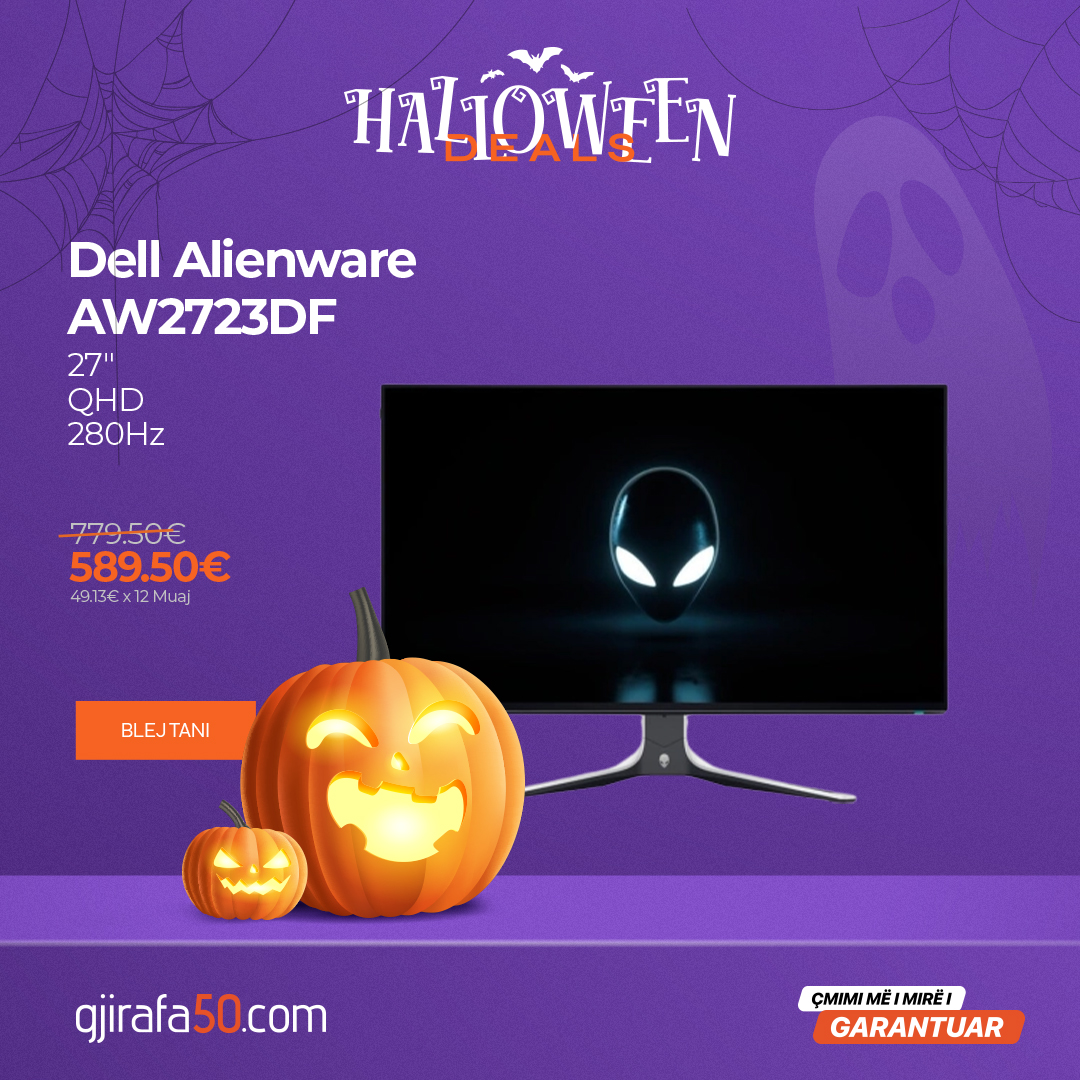 HALLOWEEN
DEALS
Dell Alienware
AW2723DF
27"
QHD
280Hz
779.50€
589.50€
49.13€ x 12 Muaj
BLEJ TANI
gjirafa50.com
ÇMIMI MË I MIRË I
GARANTUAR